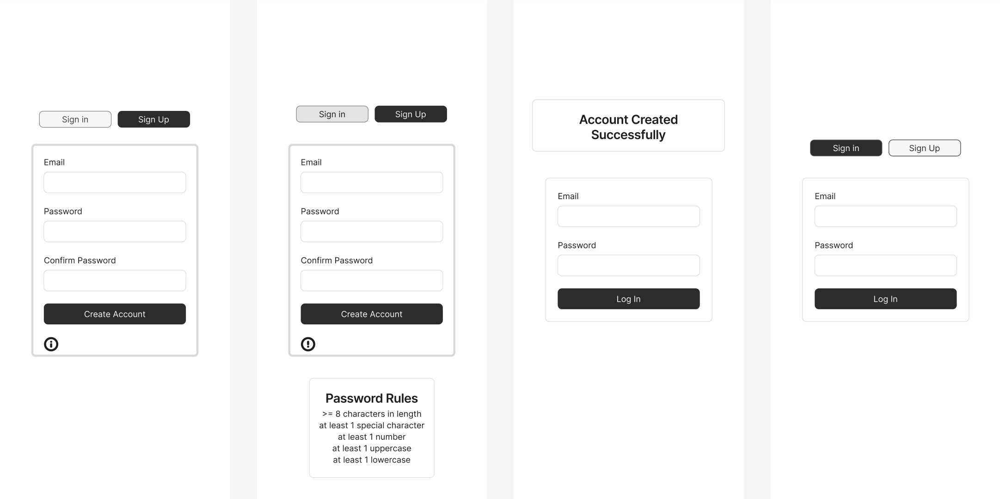 Sign in
Sign Up
Email
Password
Confirm Password
Create Account
Sign in
Sign Up
Email
Password
Confirm Password
Create Account
Password Rules
>= 8 characters in length
at least 1 special character
at least 1 number
at least 1 uppercase
at least 1 lowercase
Account Created
Successfully
Email
Password
Log In
Sign in
Sign Up
Email
Password
Log In